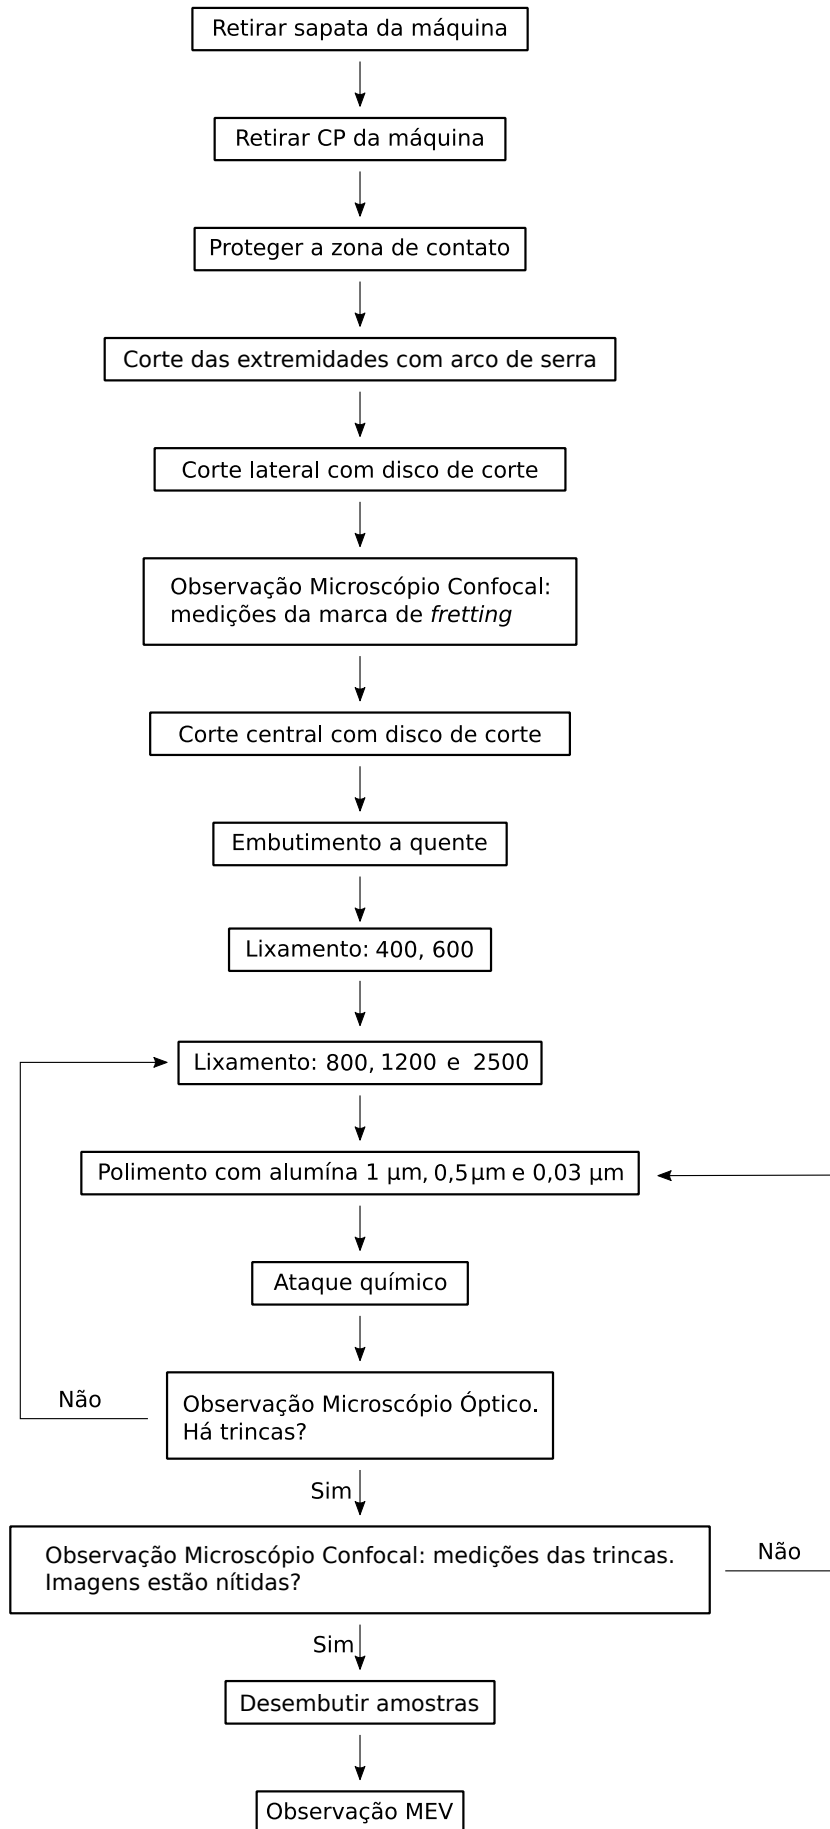 Retirar sapata da máquina
Retirar CP da máquina
Proteger a zona de contato
Corte das extremidades com arco de serra
Corte lateral com disco de corte
Observação Microscópio Confocal:
medições da marca de fretting
Corte central com disco de corte
Embutimento a quente
Lixamento: 400, 600
Lixamento: 800, 1200 e 2500
Polimento com alumína 1 μm, 0,5μm e 0,03 μm
Ataque químico
Não
Observação Microscópio Óptico.
Há trincas?
Sim
Observação Microscópio Confocal: medições das trincas.
Imagens estão nítidas?
Não
Sim
Desembutir amostras
Observação MEV